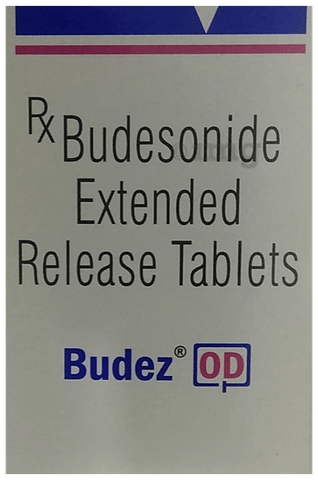 Rx Budesonide
Extended
Release Tablets
Budez® OD